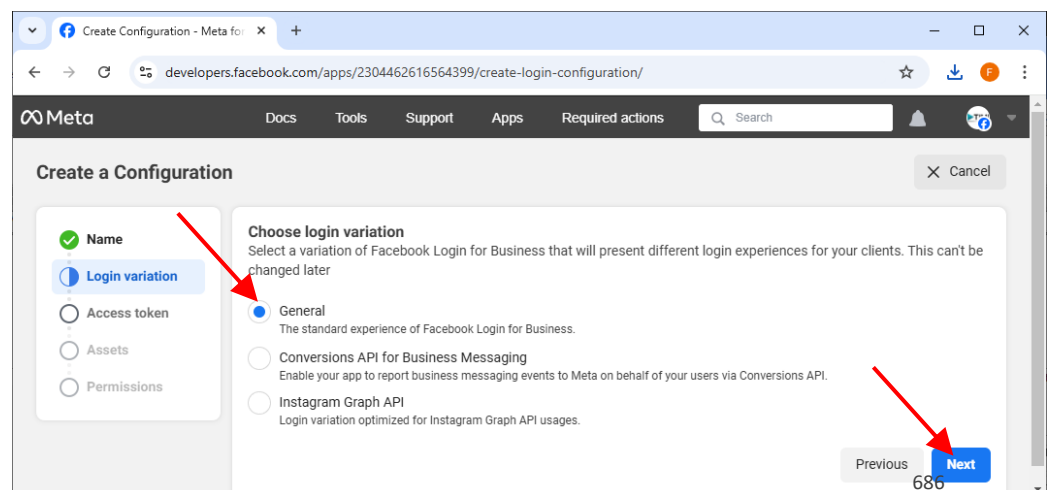 Create Configuration - Meta for
developers.facebook.com/apps/2304462616564399/create-login-configuration/
F
Meta
Docs
Tools
Support
Apps
Required actions
Search
Create a Configuration
Cancel
Name
Login variation
Access token
Assets
Permissions
Choose login variation
Select a variation of Facebook Login for Business that will present different login experiences for your clients. This can't be
changed later
General
The standard experience of Facebook Login for Business.
Conversions API for Business Messaging
Enable your app to report business messaging events to Meta on behalf of your users via Conversions API.
Instagram Graph API
Login variation optimized for Instagram Graph API usages.
Previous
Next
686